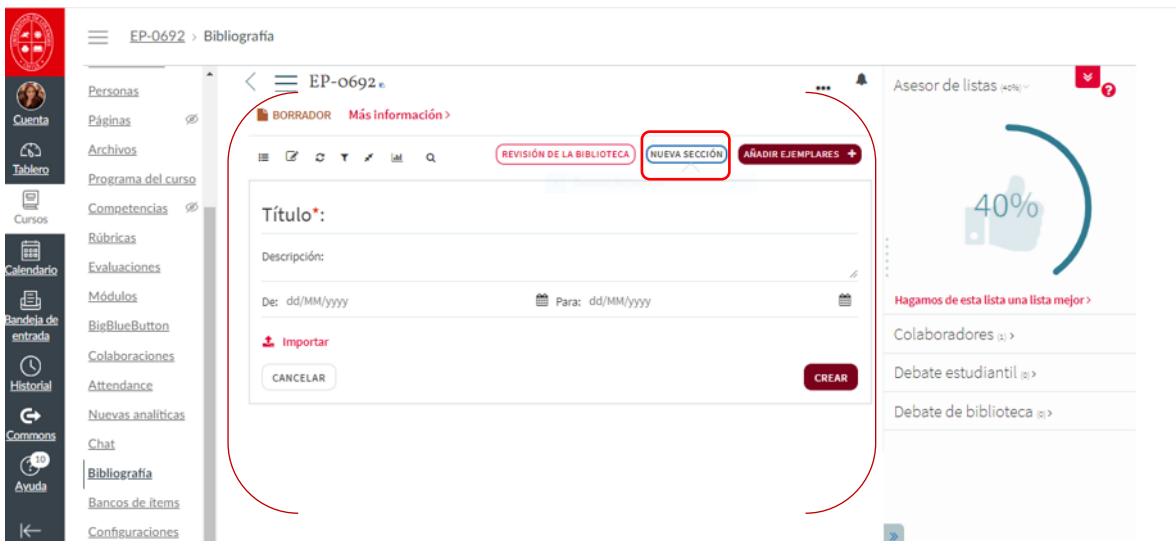 EP-0692 > Bibliografía
Cuenta
Tablero
Cursos
Calendario
Bandeja de
entrada
Historial
Commons
10
Ayuda
Personas
Páginas
Archivos
Programa del curso
Competencias
Rúbricas
Evaluaciones
Módulos
BigBlueButton
Colaboraciones
Attendance
Nuevas analíticas
Chat
Bibliografía
Bancos de ítems
Configuraciones
EP-0692
BORRADOR Más información >
REVISIÓN DE LA BIBLIOTECA NUEVA SECCIÓN AÑADIR EJEMPLARES +
Título*:
Descripción:
De: dd/MM/yyyy Para: dd/MM/yyyy
Importar
CANCELAR CREAR
Asesor de listas (40%)
40%
Hagamos de esta lista una lista mejor >
Colaboradores (1) >
Debate estudiantil (0) >
Debate de biblioteca (0) >